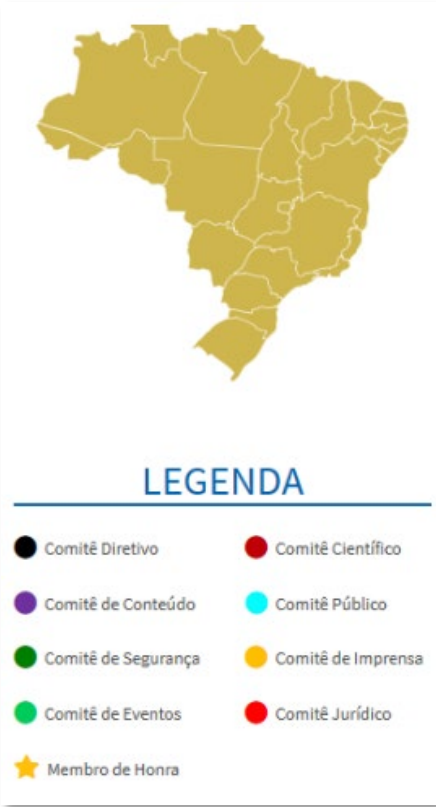 LEGENDA
Comitê Diretivo
Comitê Científico
Comitê de Conteúdo
Comitê Público
Comitê de Segurança
Comitê de Imprensa
Comitê de Eventos
Comitê Jurídico
Membro de Honra